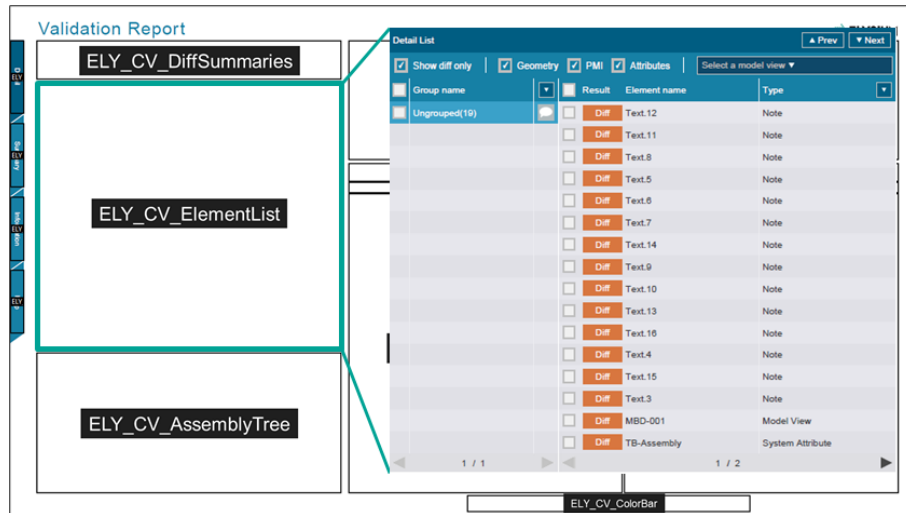 Validation Report
ELY_CV_DiffSummaries
ELY_CV_ElementList
ELY_CV_AssemblyTree
ELY
ELY
ELY
ELY
Detail List ▲ Prev ▼ Next
Show diff only Geometry PMI Attributes Select a model view ▼
Group name ▼ Result Element name Type ▼
Ungrouped(19) Diff Text.12 Note
Diff Text.11 Note
Diff Text.8 Note
Diff Text.5 Note
Diff Text.6 Note
Diff Text.7 Note
Diff Text.14 Note
Diff Text.9 Note
Diff Text.10 Note
Diff Text.13 Note
Diff Text.16 Note
Diff Text.4 Note
Diff Text.15 Note
Diff Text.3 Note
Diff MBD-001 Model View
Diff TB-Assembly System Attribute
1 / 1 1 / 2
ELY_CV_ColorBar